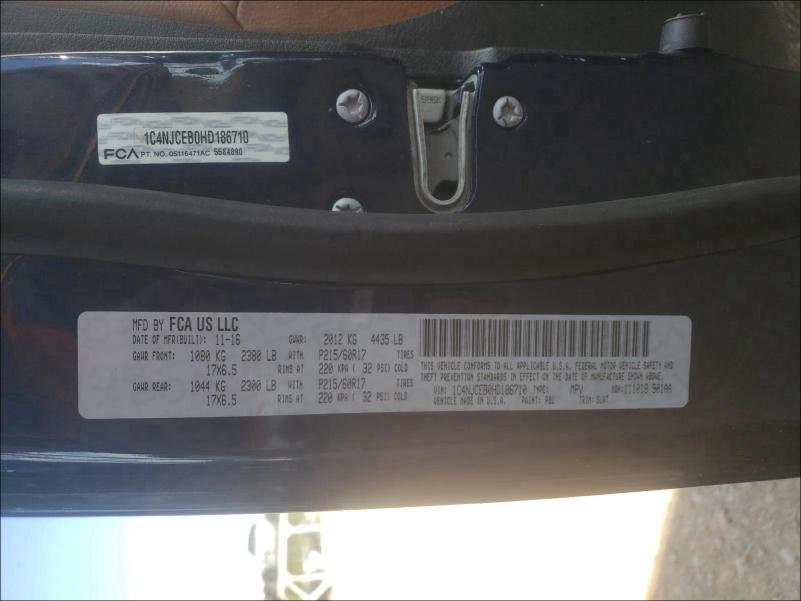 1C4NJCEB0HD186710
FCA PT. NO. 05116471AC 5584890
MFD BY FCA US LLC
DATE OF MFR(BUILT): 11-16 GVWR: 2012 KG 4435 LB
GAWR FRONT: 1080 KG 2380 LB WITH P215/60R17 TIRES
17X6.5 RIMS AT 220 KPA ( 32 PSI) COLD
GAWR REAR: 1044 KG 2300 LB WITH P215/60R17 TIRES
17X6.5 RIMS AT 220 KPA ( 32 PSI) COLD
THIS VEHICLE CONFORMS TO ALL APPLICABLE U.S.A. FEDERAL MOTOR VEHICLE SAFETY AND
THEFT PREVENTION STANDARDS IN EFFECT ON THE DATE OF MANUFACTURE SHOWN ABOVE.
VIN: 1C4NJCEB0HD186710 TYPE: MPV MDH:111019 901AA
VEHICLE MADE IN U.S.A. PAINT: PBU TRIM: